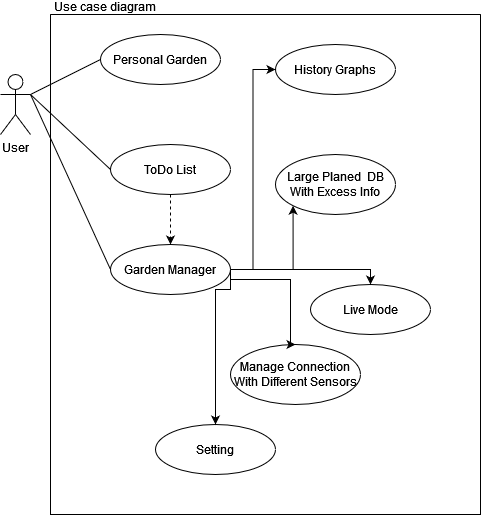 Use case diagram
Personal Garden
History Graphs
User
ToDo List
Large Planed DB
With Excess Info
Garden Manager
Live Mode
Manage Connection
With Different Sensors
Setting